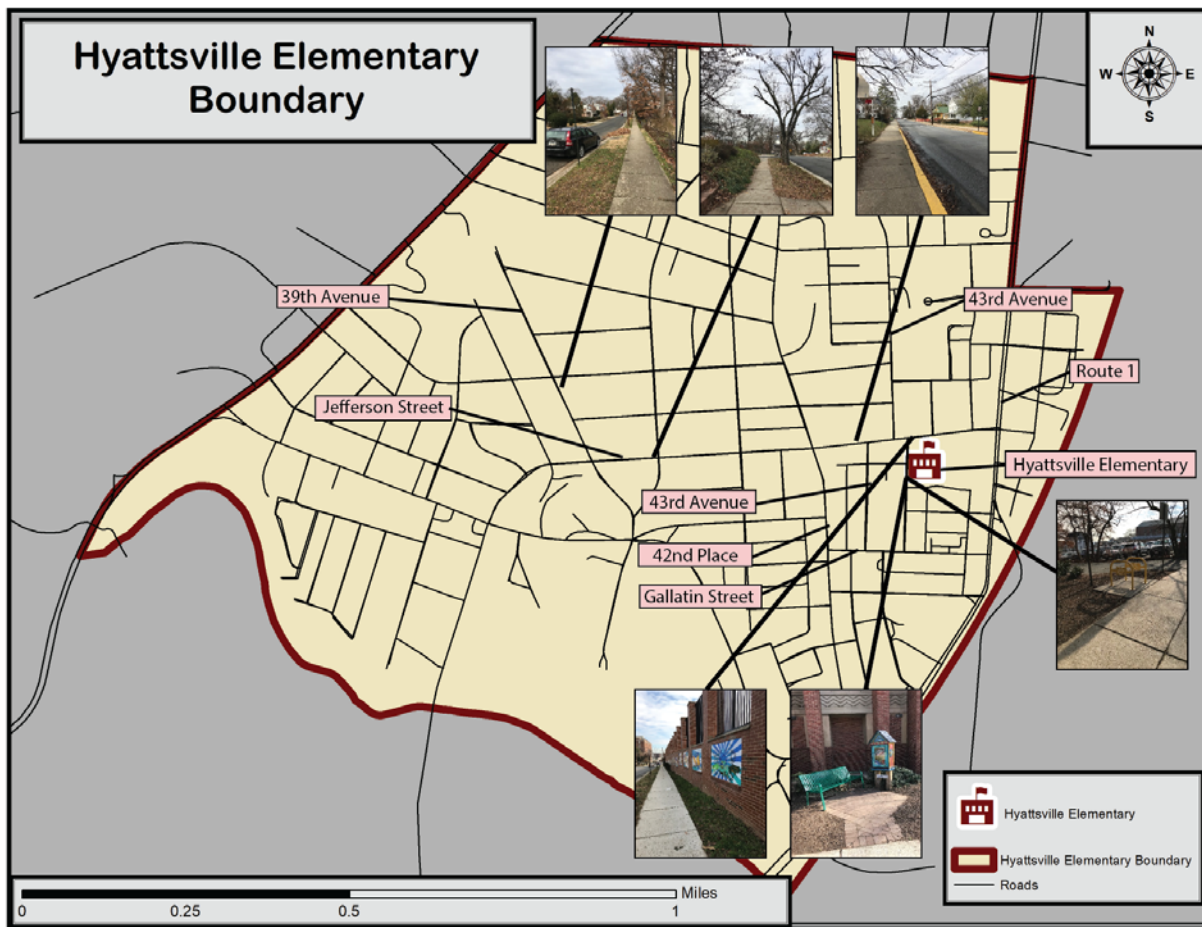 Hyattsville Elementary
Boundary
N
W E
S
39th Avenue
43rd Avenue
Route 1
Jefferson Street
Hyattsville Elementary
43rd Avenue
42nd Place
Gallatin Street
Hyattsville Elementary
Hyattsville Elementary Boundary
Roads
Miles
0 0.25 0.5 1